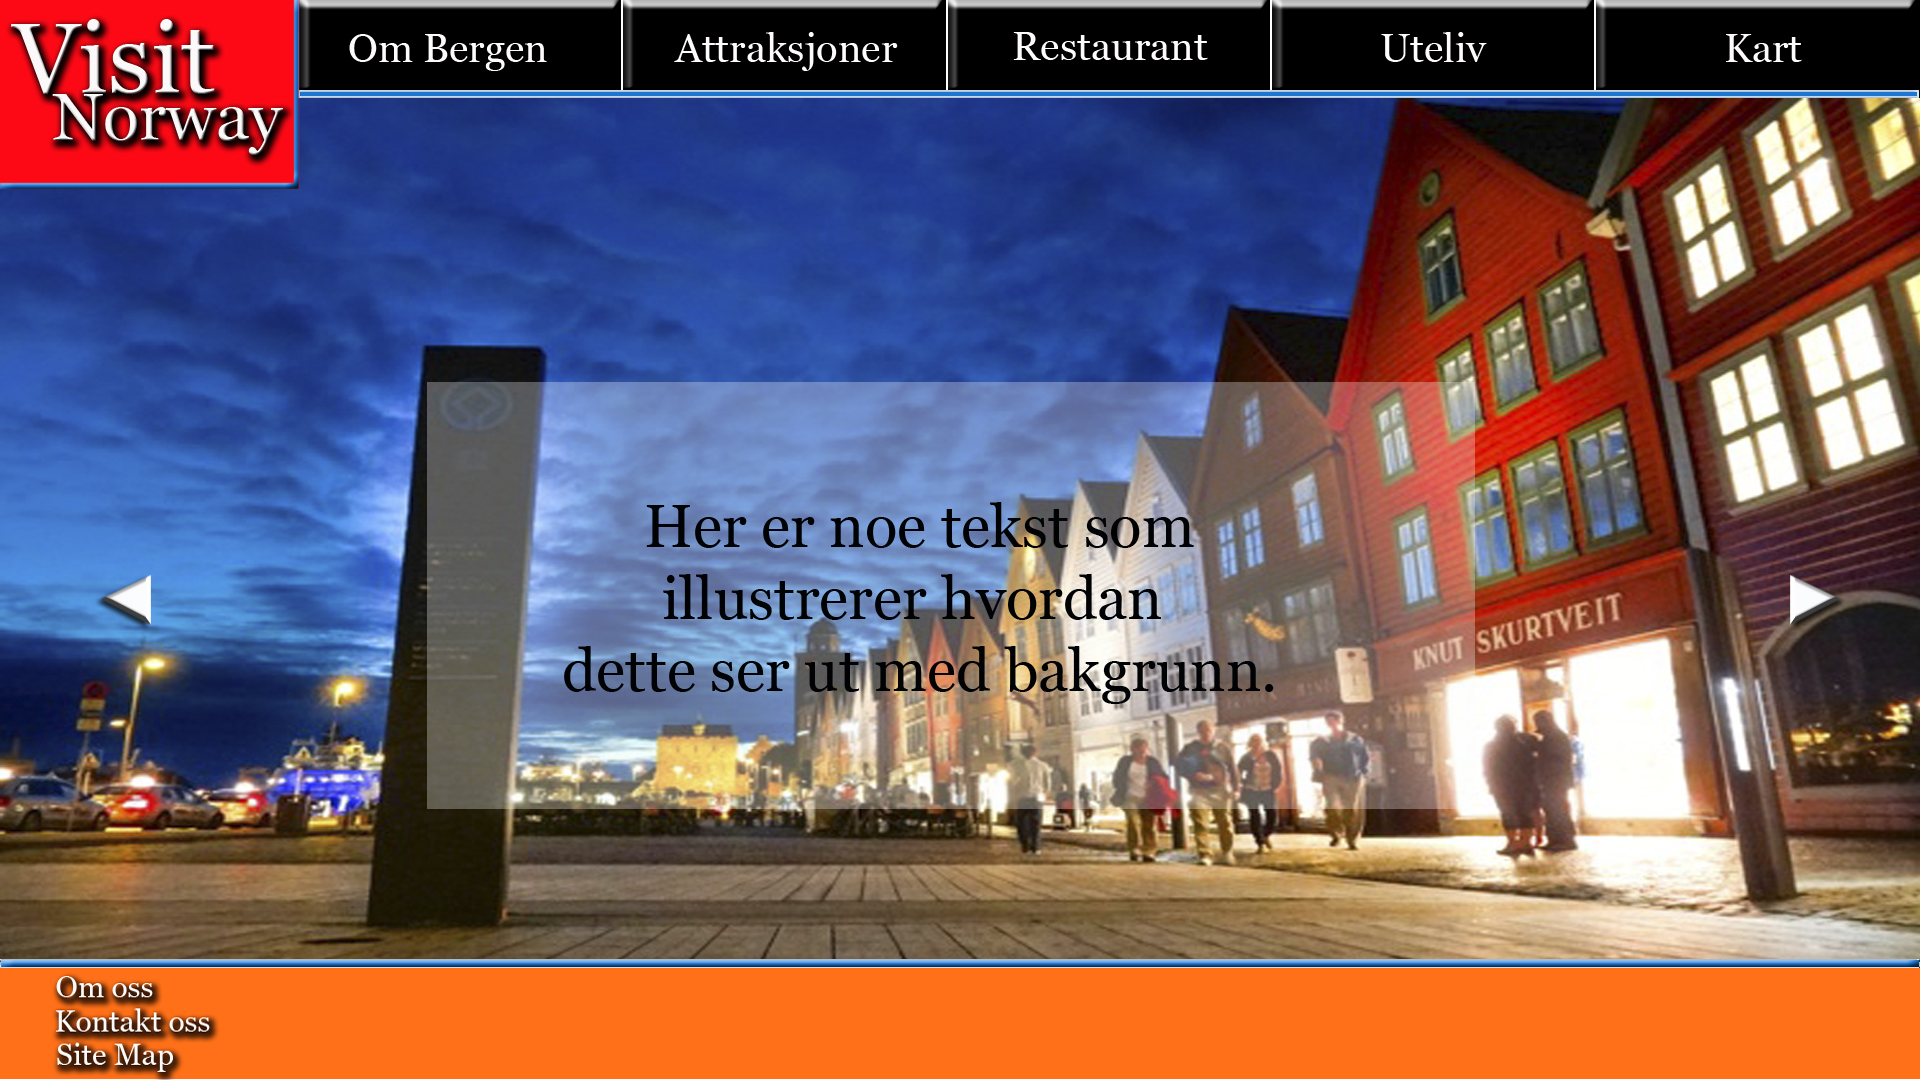 Visit
Norway
Om Bergen
Attraksjoner
Restaurant
Uteliv
Kart
Her er noe tekst som
illustrerer hvordan
dette ser ut med bakgrunn.
KNUT SKURTVEIT
Om oss
Kontakt oss
Site Map